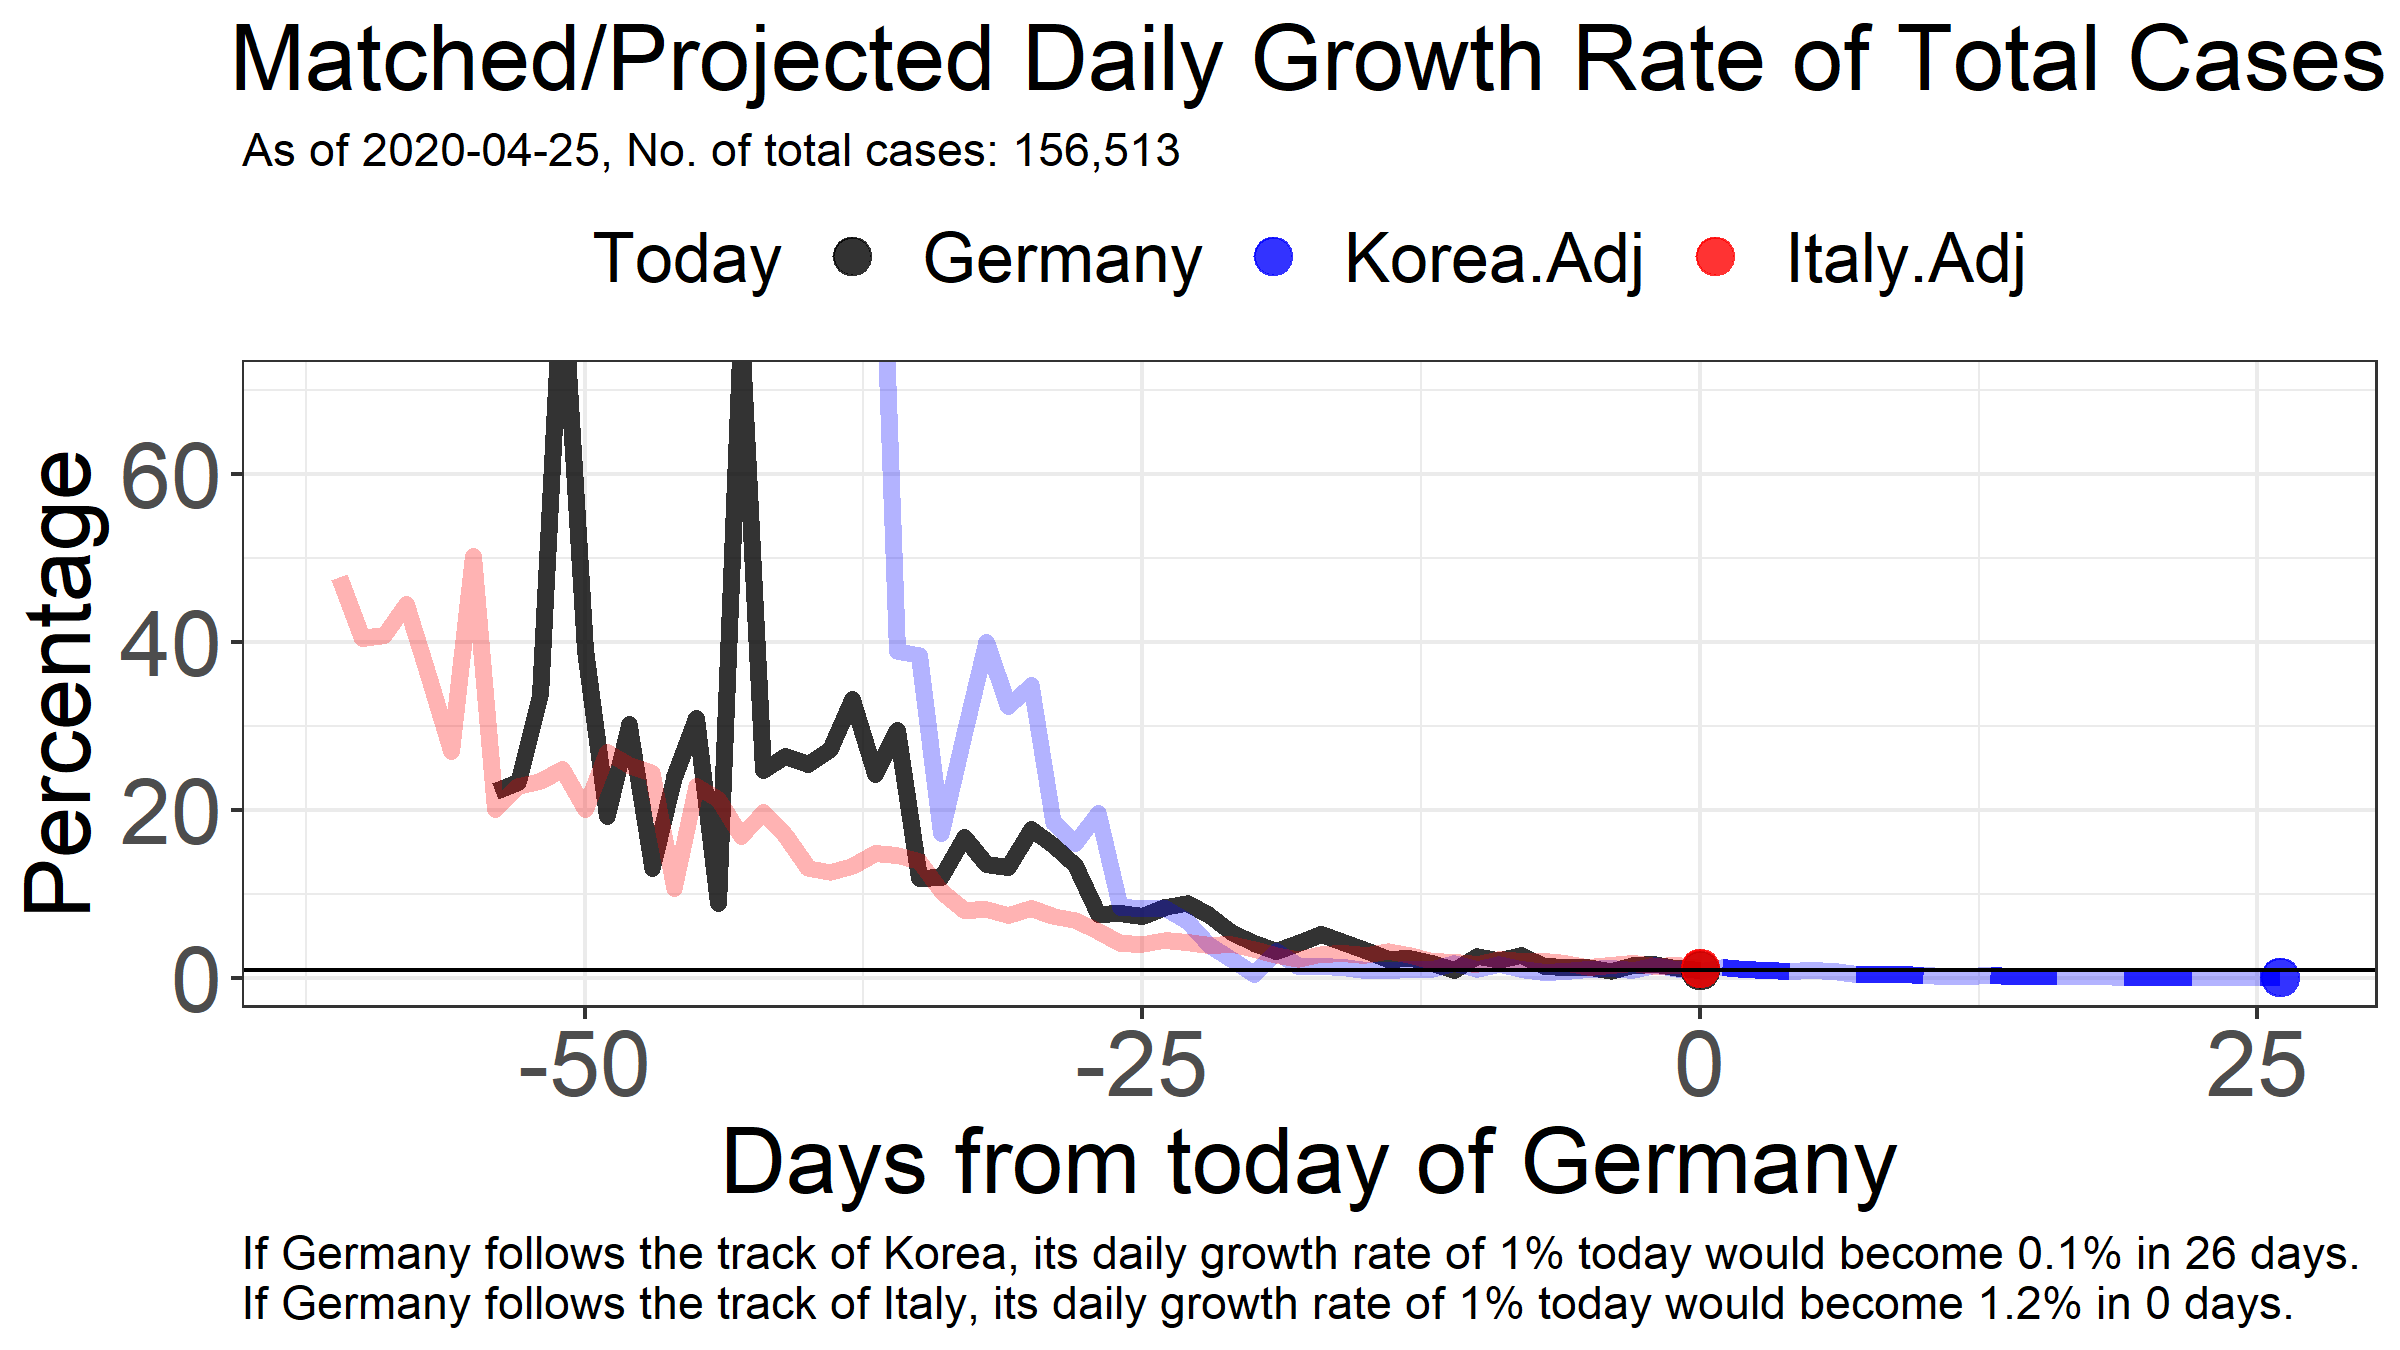 Matched/Projected Daily Growth Rate of Total Cases
As of 2020-04-25, No. of total cases: 156,513
Today Germany Korea.Adj Italy.Adj
Percentage
60
40
20
0
-50 -25 0 25
Days from today of Germany
If Germany follows the track of Korea, its daily growth rate of 1% today would become 0.1% in 26 days.
If Germany follows the track of Italy, its daily growth rate of 1% today would become 1.2% in 0 days.